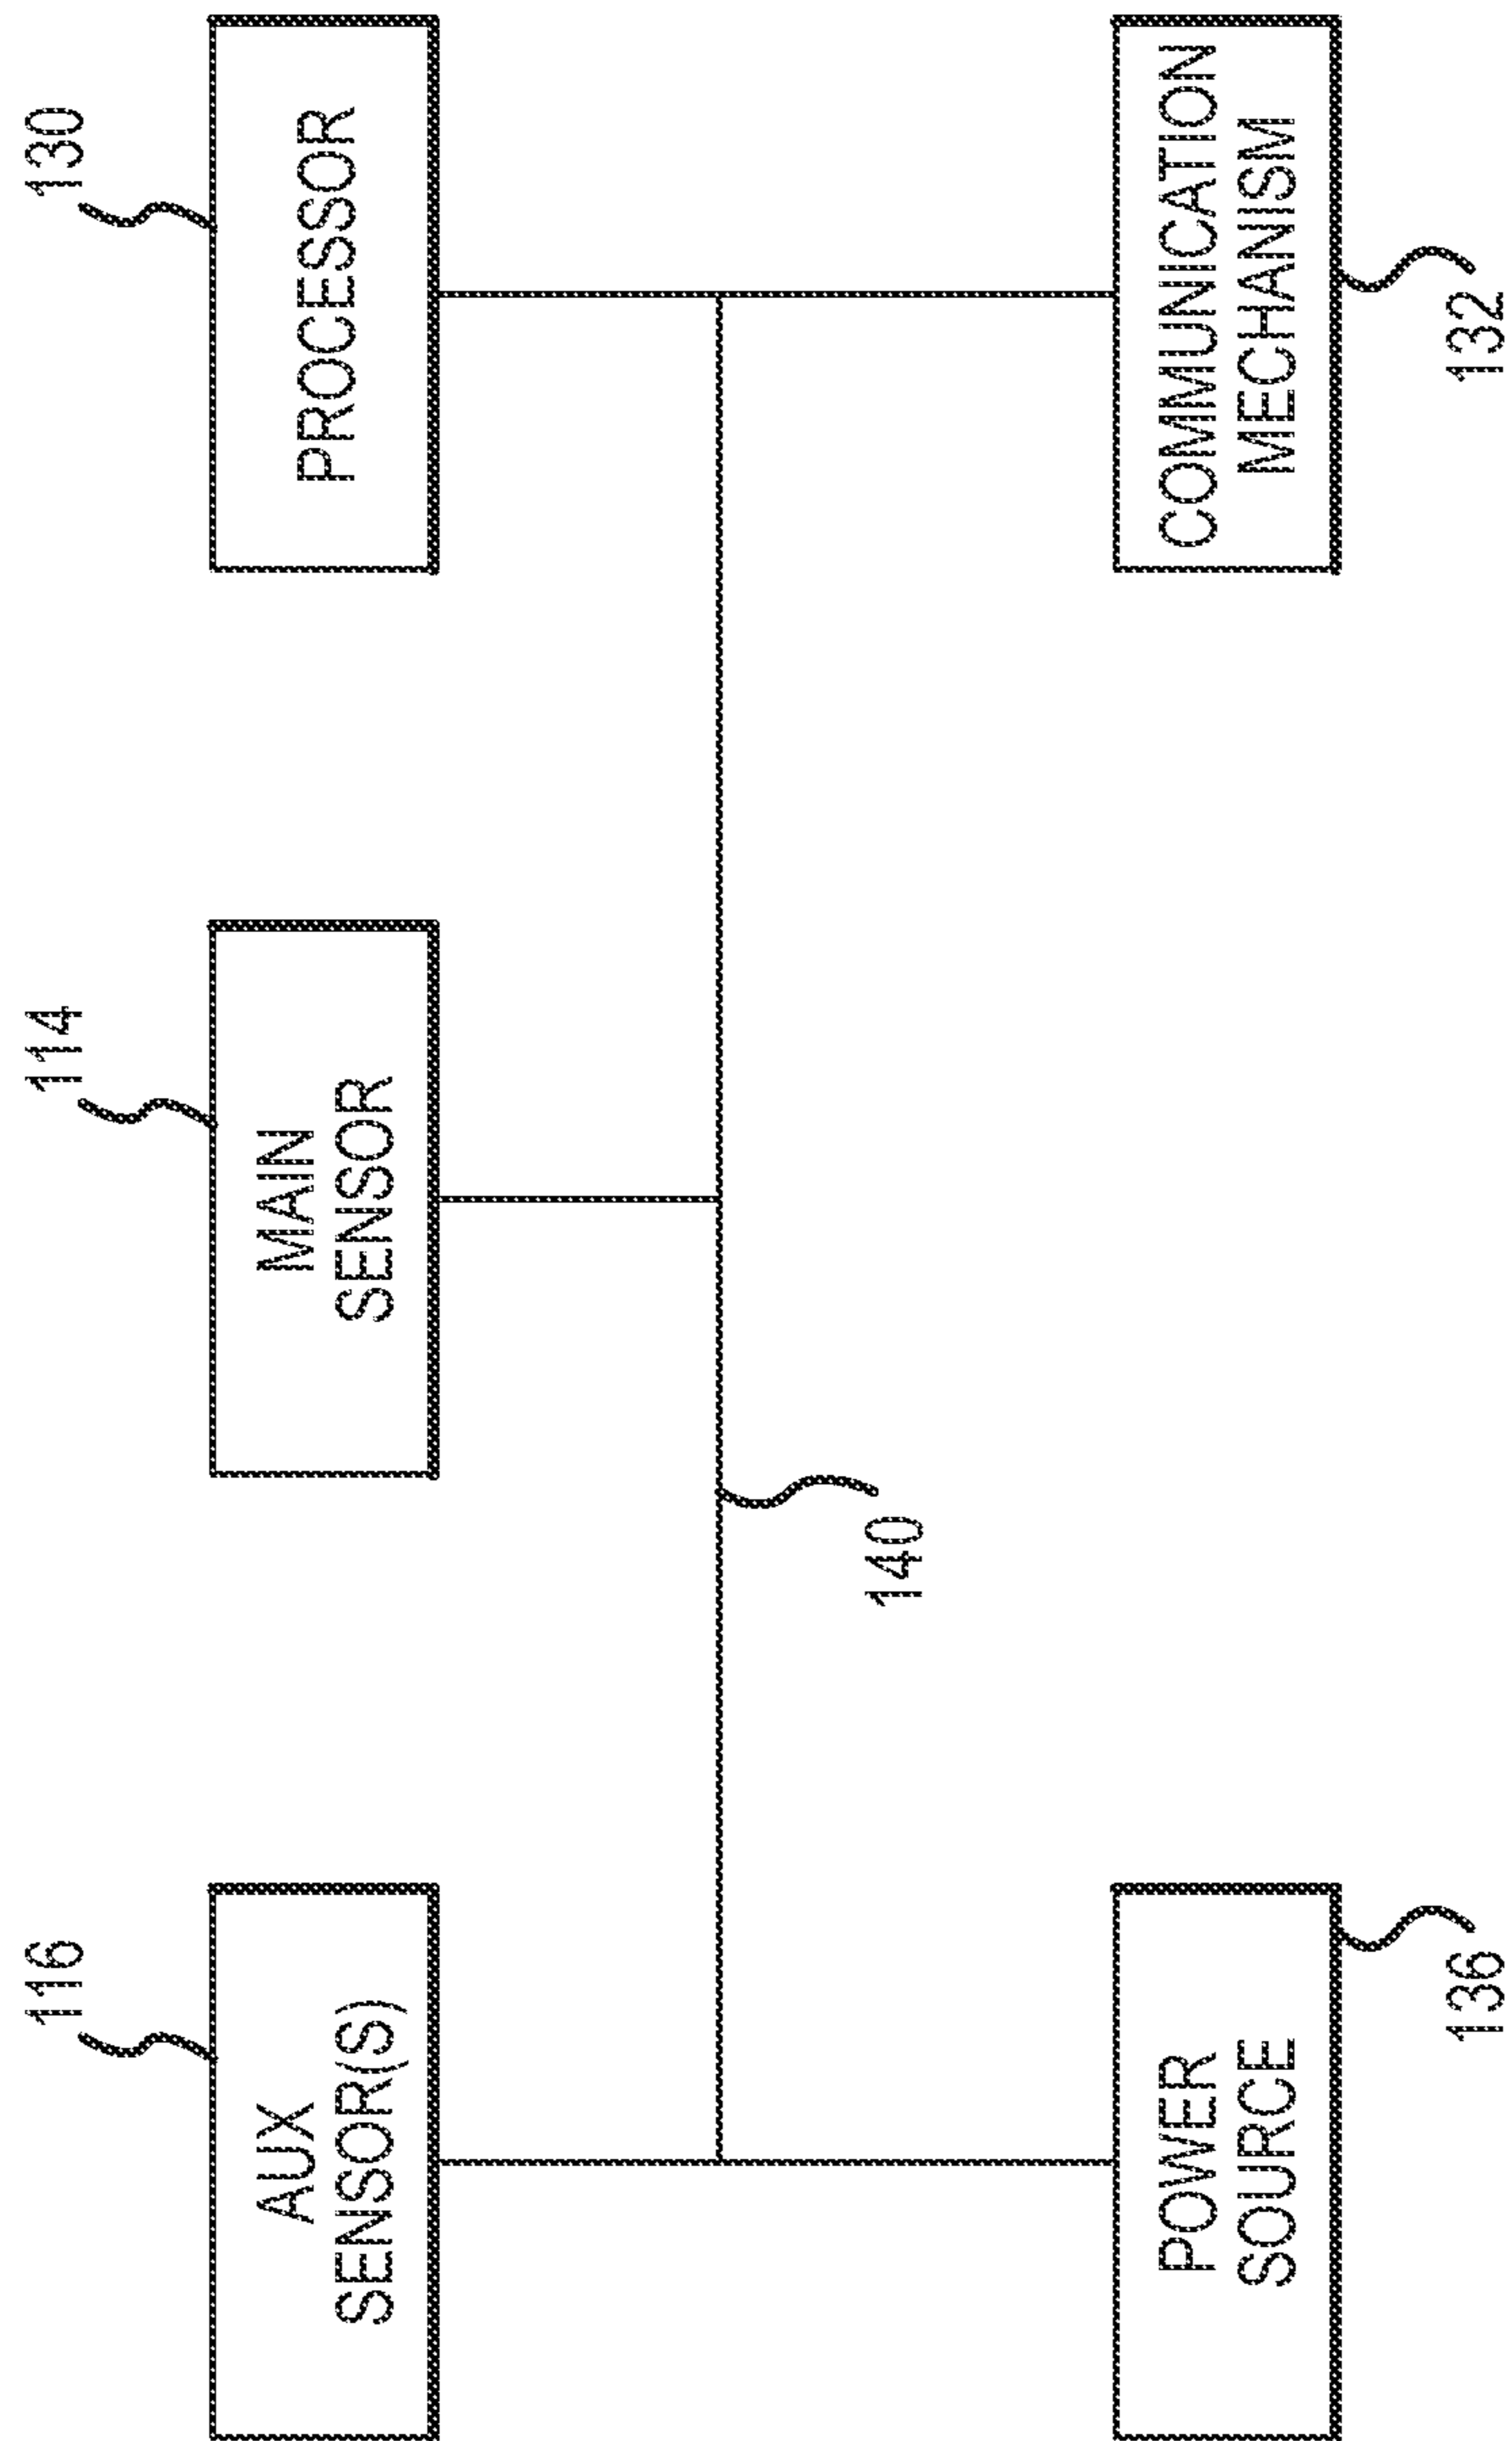 116
114
130
AUX
SENSOR(S)
MAIN
SENSOR
PROCESSOR
140
POWER
SOURCE
COMMUNICATION
MECHANISM
136
132